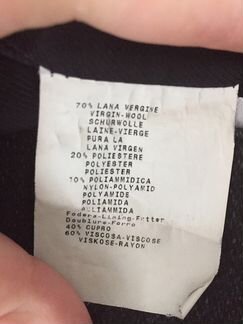 70% LANA VERGINE
VIRGIN-WOOL
SCHURWOLLE
LAINE-VIERGE
PURA LA
LANA VIRGEN
20% POLIESTERE
POLYESTER
POLIESTER
10% POLIAMMIDICA
NYLON-POLYAMID
POLYAMIDE
POLIAMIDA
Fodera-Lining-Futter
Doublure-Forro
40% CUPRO
60% VISCOSA-VISCOSE
VISKOSE-RAYON